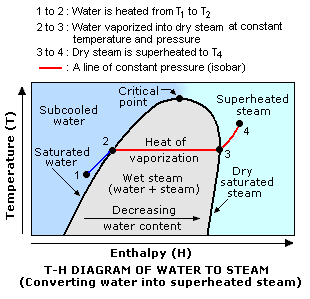 1 to 2 : Water is heated from T1 to T2
2 to 3 : Water vaporized into dry steam at constant
temperature and pressure
3 to 4 : Dry steam is superheated to T4
: A line of constant pressure (isobar)
Critical
point
Subcooled
water
Superheated
steam
4
Saturated
water
2
Heat of
vaporization
3
1
Wet steam
(water + steam)
Dry
saturated
steam
Decreasing
water content
Temperature (T)
Enthalpy (H)
T-H DIAGRAM OF WATER TO STEAM
(Converting water into superheated steam)